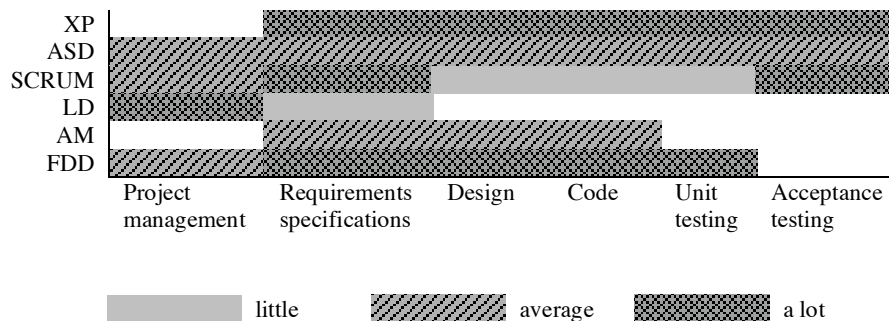 XP
ASD
SCRUM
LD
AM
FDD
Project management
Requirements specifications
Design
Code
Unit testing
Acceptance testing
little
average
a lot